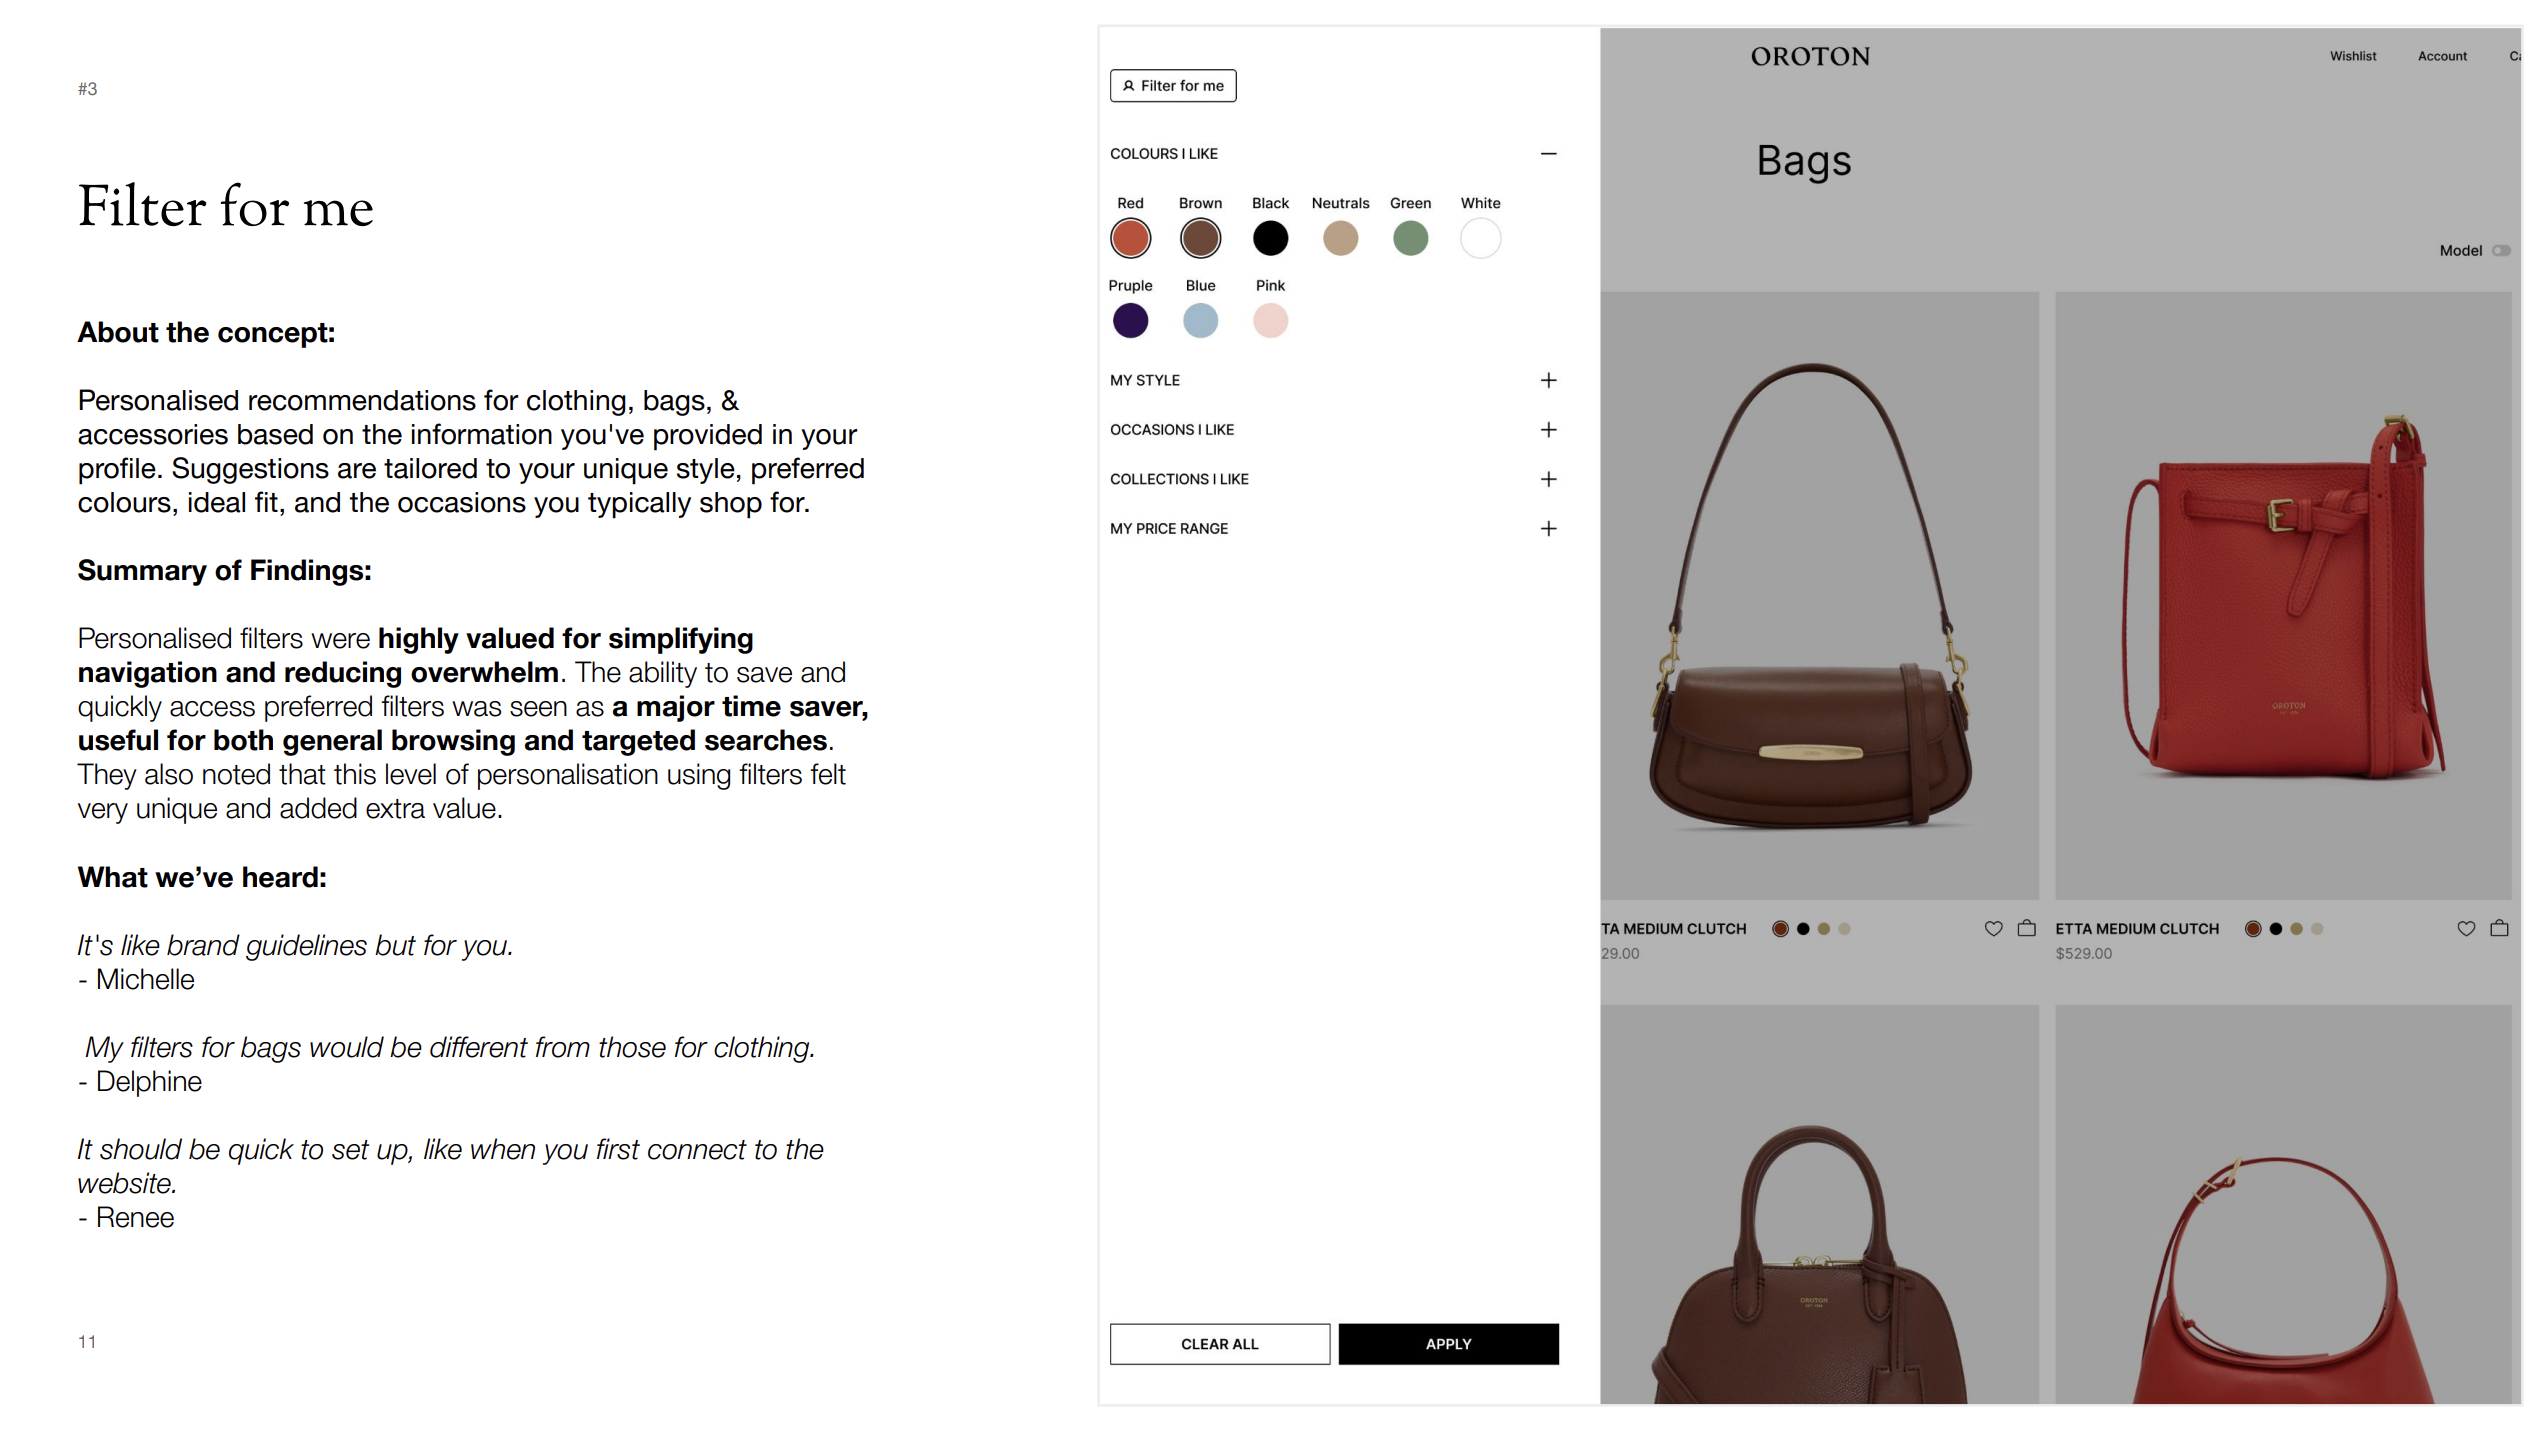 #3
Filter for me
About the concept:
Personalised recommendations for clothing, bags, &
accessories based on the information you've provided in your
profile. Suggestions are tailored to your unique style, preferred
colours, ideal fit, and the occasions you typically shop for.
Summary of Findings:
Personalised filters were highly valued for simplifying
navigation and reducing overwhelm. The ability to save and
quickly access preferred filters was seen as a major time saver,
useful for both general browsing and targeted searches.
They also noted that this level of personalisation using filters felt
very unique and added extra value.
What we've heard:
It's like brand guidelines but for you.
- Michelle
My filters for bags would be different from those for clothing.
- Delphine
It should be quick to set up, like when you first connect to the
website.
- Renee
11
Filter for me
COLOURS I LIKE
Red Brown Black Neutrals Green White
Pruple Blue Pink
MY STYLE
OCCASIONS I LIKE
COLLECTIONS I LIKE
MY PRICE RANGE
CLEAR ALL APPLY
OROTON
Wishlist Account Ca
Bags
Model
OROTON
TA MEDIUM CLUTCH
29.00
ETTA MEDIUM CLUTCH
$529.00
OROTON